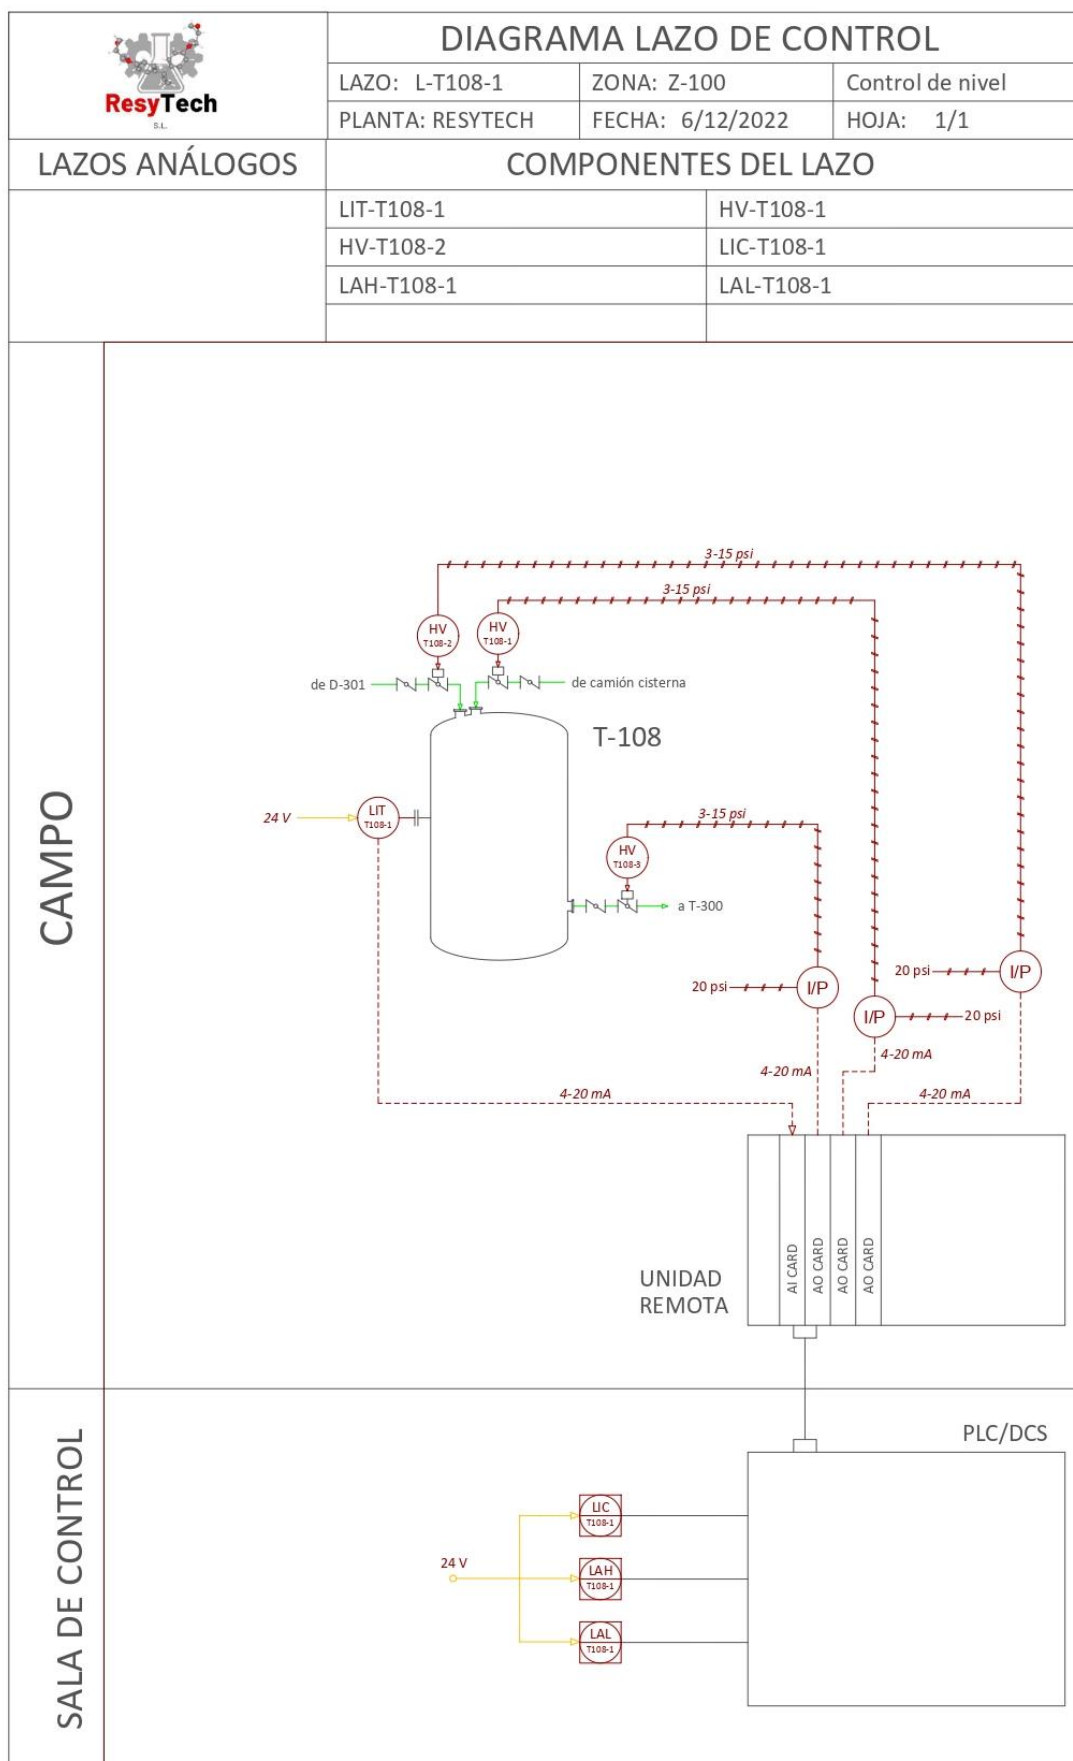 ResyTech
S.L.
DIAGRAMA LAZO DE CONTROL
LAZO: L-T108-1
ZONA: Z-100
Control de nivel
PLANTA: RESYTECH
FECHA: 6/12/2022
HOJA: 1/1
LAZOS ANÁLOGOS
COMPONENTES DEL LAZO
LIT-T108-1
HV-T108-1
HV-T108-2
LIC-T108-1
LAH-T108-1
LAL-T108-1
CAMPO
3-15 psi
3-15 psi
HV
T108-2
HV
T108-1
de D-301
de camión cisterna
T-108
24 V
LIT
T108-1
3-15 psi
HV
T108-3
a T-300
20 psi
I/P
20 psi
I/P
I/P
20 psi
4-20 mA
4-20 mA
4-20 mA
4-20 mA
AI CARD
AO CARD
AO CARD
AO CARD
UNIDAD
REMOTA
SALA DE CONTROL
PLC/DCS
24 V
LIC
T108-1
LAH
T108-1
LAL
T108-1